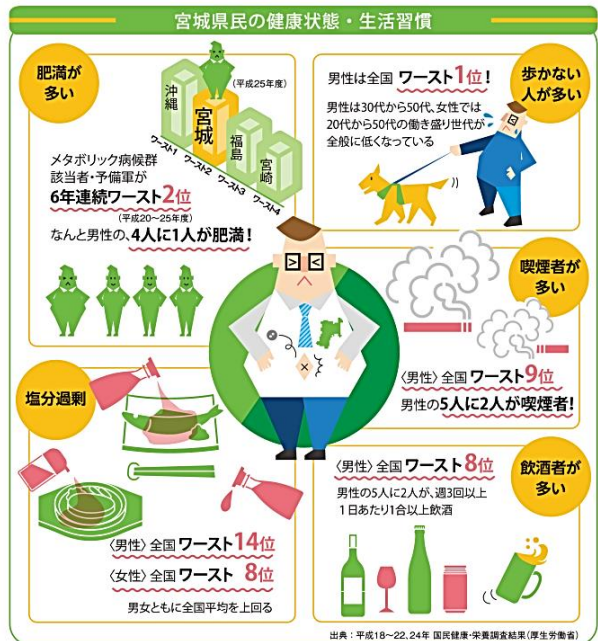 宮城県民の健康状態・生活習慣
肥満が
多い
(平成25年度)
沖縄
宮城
福島
宮崎
ワースト1
ワースト2
ワースト3
ワースト4
メタボリック病候群
該当者・予備軍が
6年連続ワースト2位
(平成20〜25年度)
なんと男性の、4人に1人が肥満!
歩かない
人が多い
男性は全国 ワースト1位!
男性は30代から50代、女性では
20代から50代の働き盛り世代が
全般に低くなっている
喫煙者が
多い
〈男性〉全国 ワースト9位
男性の5人に2人が喫煙者!
塩分過剰
〈男性〉全国 ワースト14位
〈女性〉全国 ワースト 8位
男女ともに全国平均を上回る
飲酒者が
多い
〈男性〉全国 ワースト8位
男性の5人に2人が、週3回以上
1日あたり1合以上飲酒
出典:平成18〜22,24年 国民健康・栄養調査結果(厚生労働省)